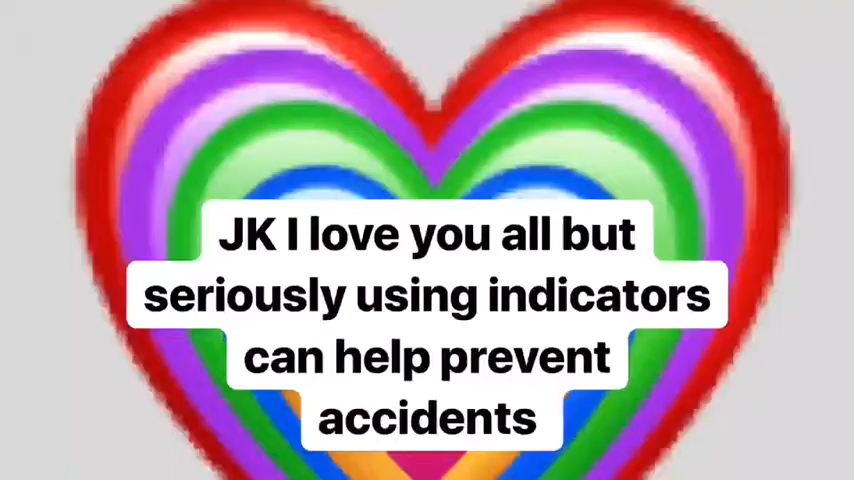 JK I love you all but
seriously using indicators
can help prevent
accidents